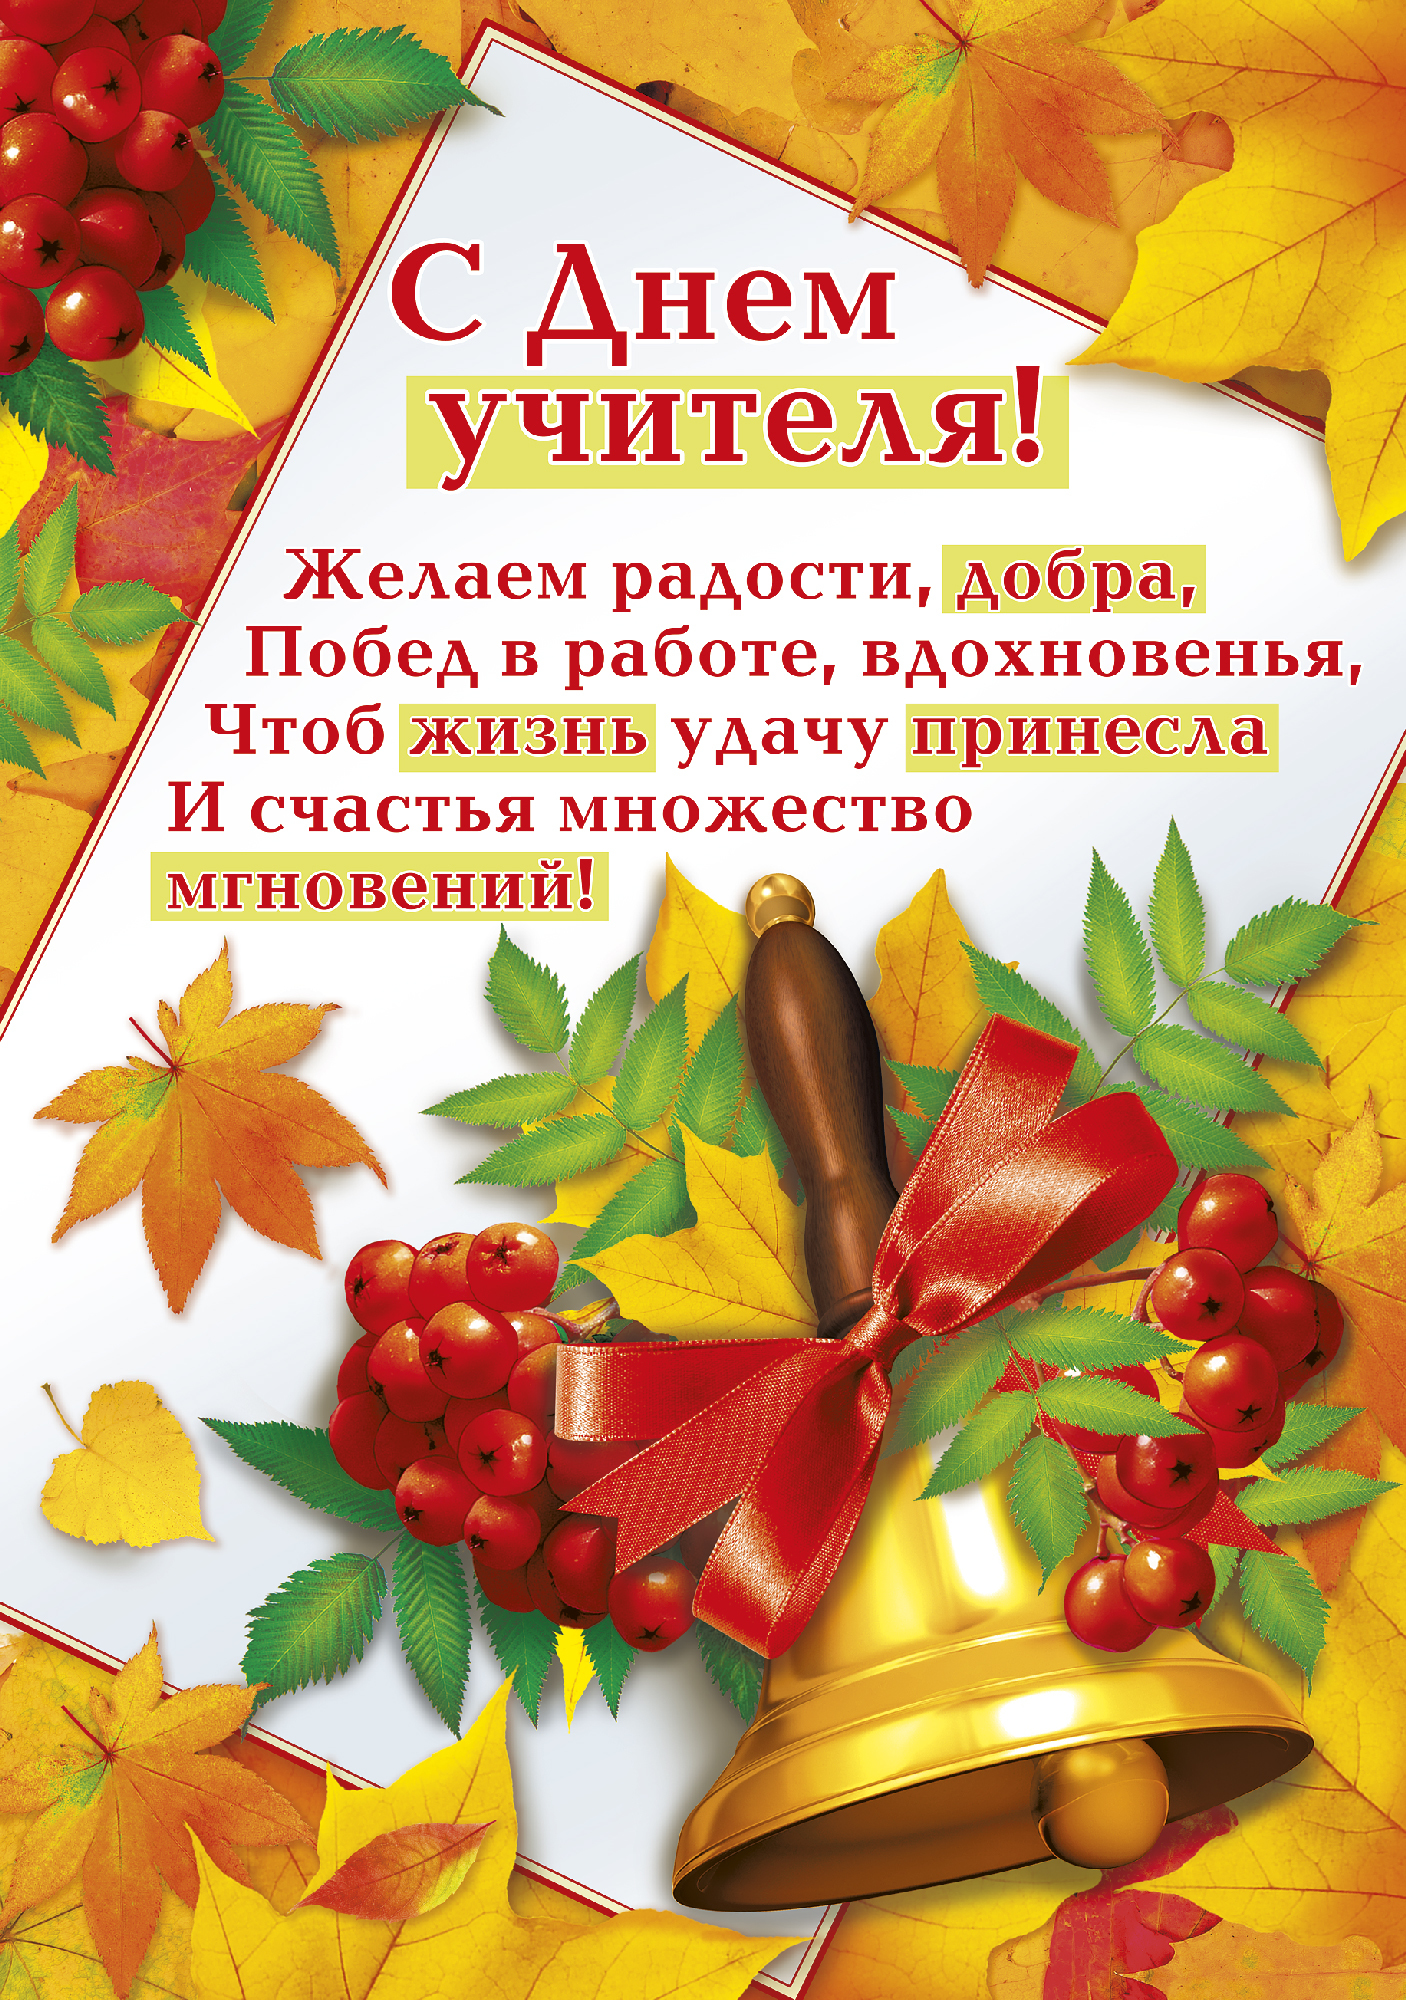 С Днем
учителя!
Желаем радости, добра,
Побед в работе, вдохновенья,
Чтоб жизнь удачу принесла
И счастья множество
мгновений!